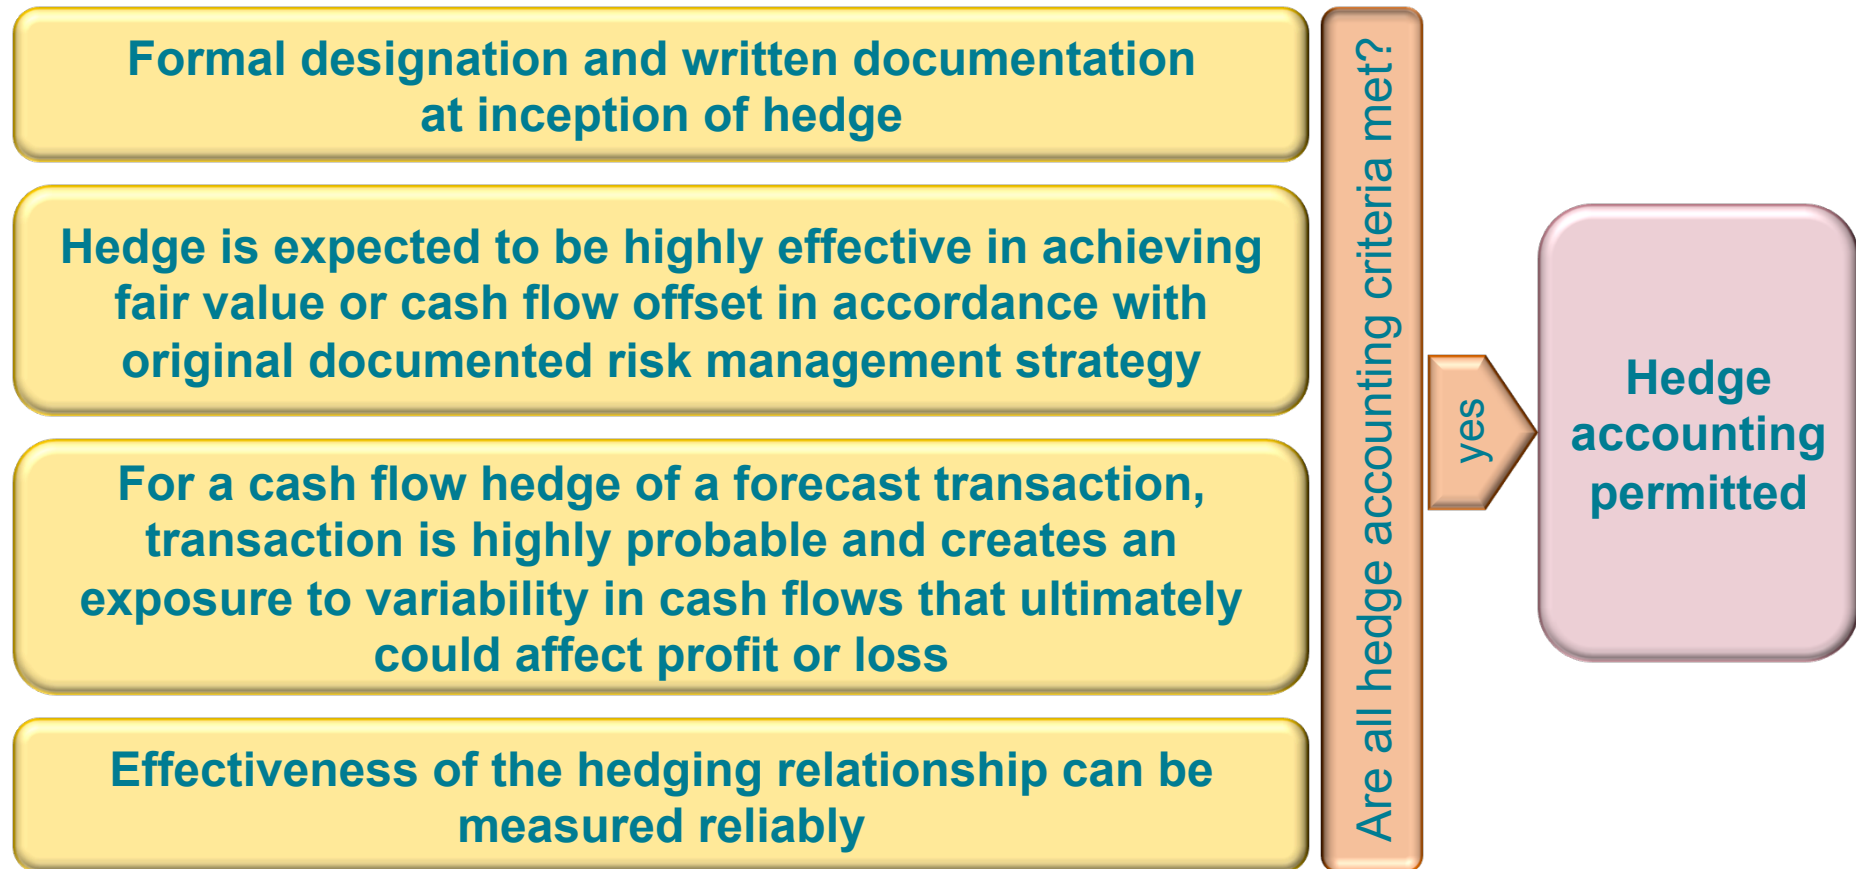 Formal designation and written documentation
at inception of hedge
Hedge is expected to be highly effective in achieving
fair value or cash flow offset in accordance with
original documented risk management strategy
For a cash flow hedge of a forecast transaction,
transaction is highly probable and creates an
exposure to variability in cash flows that ultimately
could affect profit or loss
Effectiveness of the hedging relationship can be
measured reliably
Are all hedge accounting criteria met?
yes
Hedge
accounting
permitted